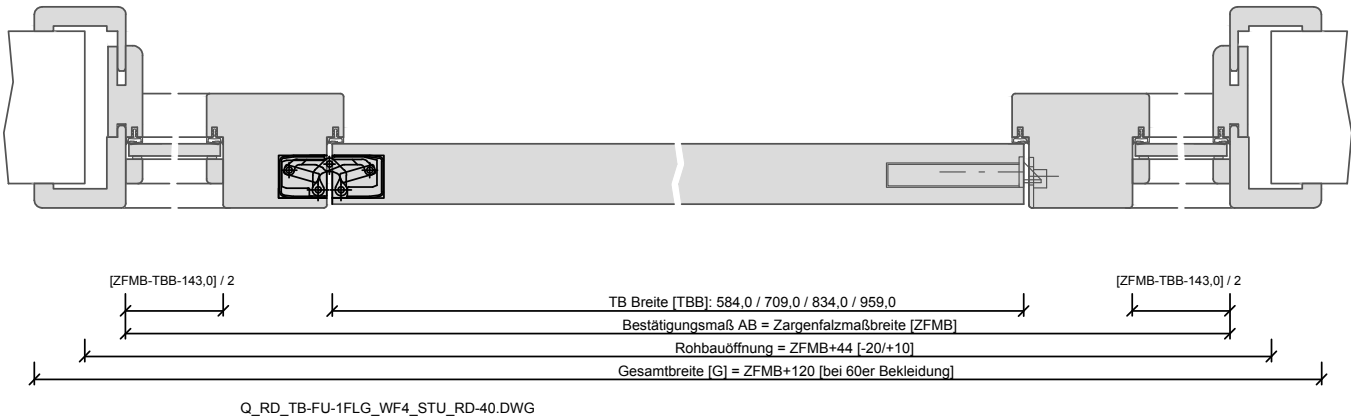 [ZFMB-TBB-143,0] / 2
[ZFMB-TBB-143,0] / 2
TB Breite [TBB]: 584,0 / 709,0 / 834,0 / 959,0
Bestätigungsmaß AB = Zargenfalzmaßbreite [ZFMB]
Rohbauöffnung = ZFMB+44 [-20/+10]
Gesamtbreite [G] = ZFMB+120 [bei 60er Bekleidung]
Q_RD_TB-FU-1FLG_WF4_STU_RD-40.DWG